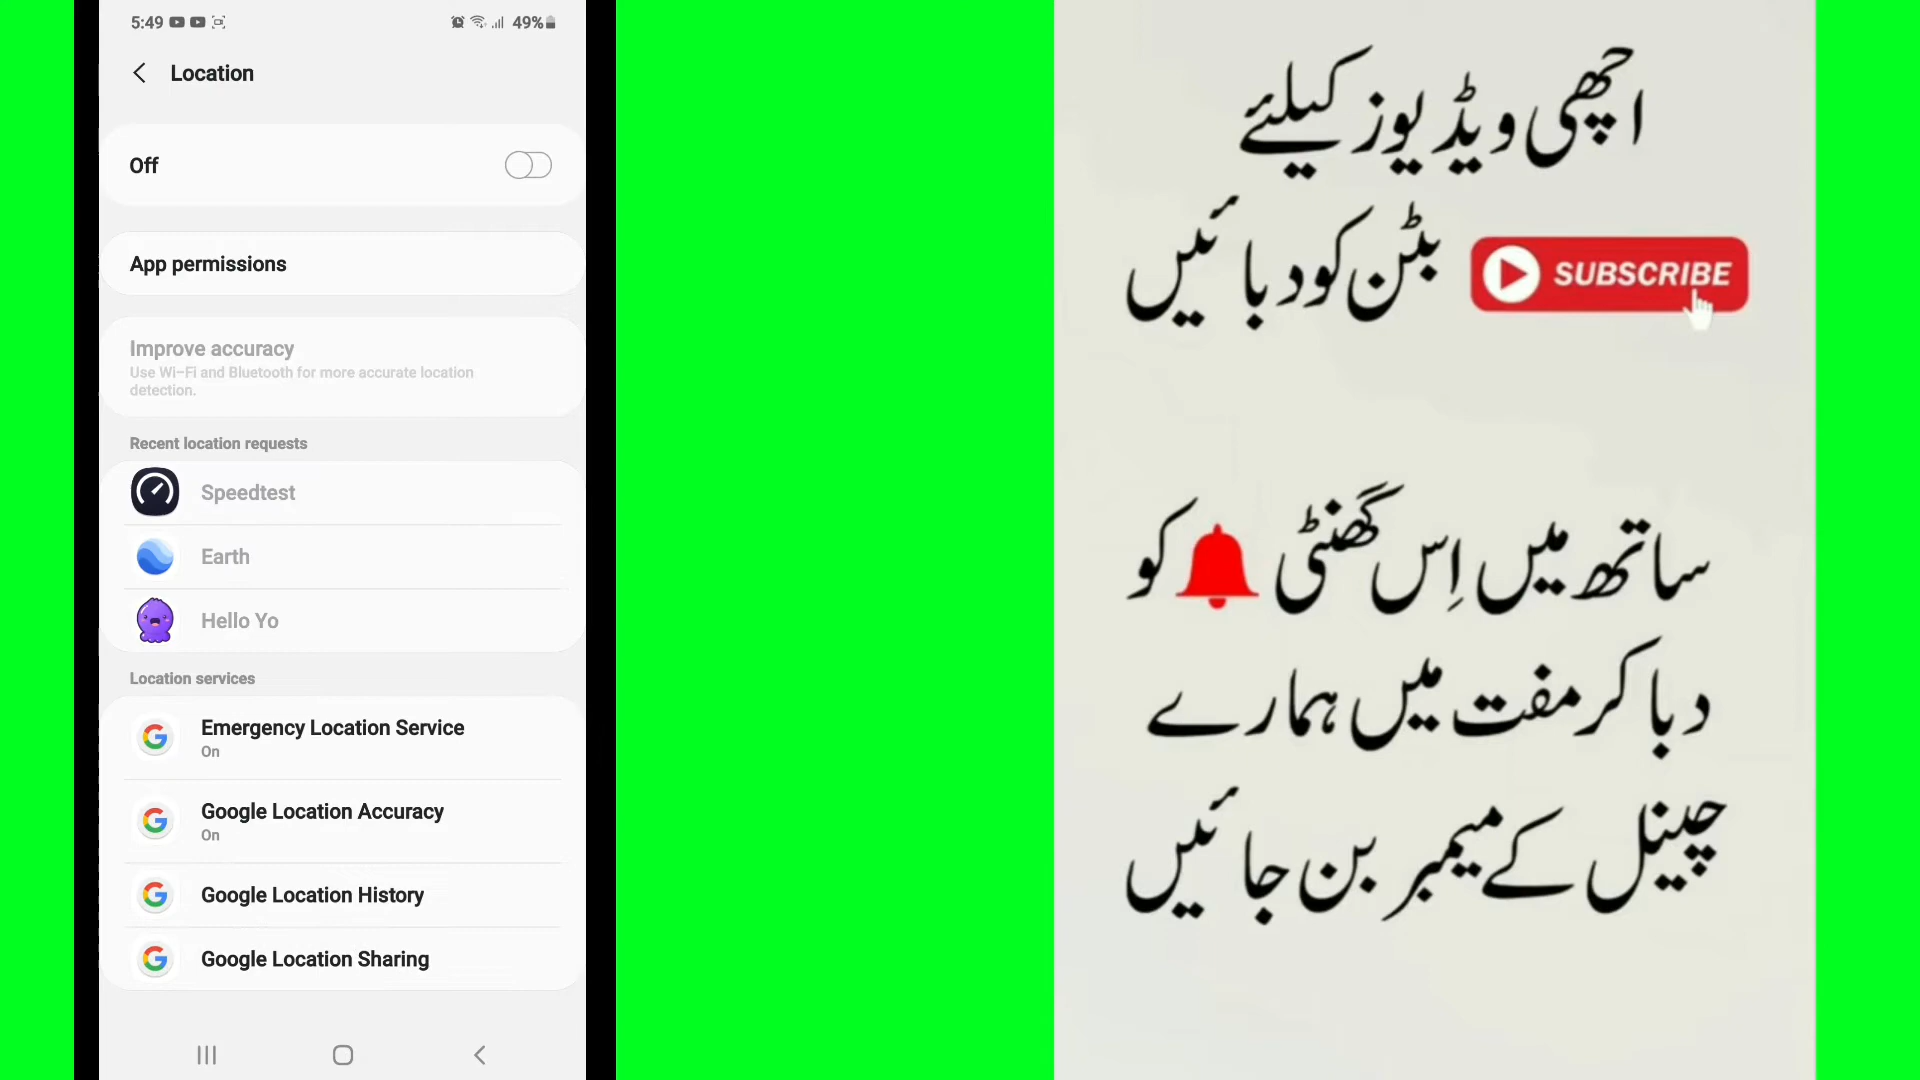 5:49
49%
Location
Off
App permissions
Improve accuracy
Use Wi-Fi and Bluetooth for more accurate location
detection.
Recent location requests
Speedtest
Earth
Hello Yo
Location services
Emergency Location Service
On
Google Location Accuracy
On
Google Location History
Google Location Sharing
اچھی ویڈیوز کیلئے
SUBSCRIBE بٹن کو دبائیں
ساتھ میں اِس گھنٹی کو
دبا کر مفت میں ہمارے
چینل کے میمبر بن جائیں